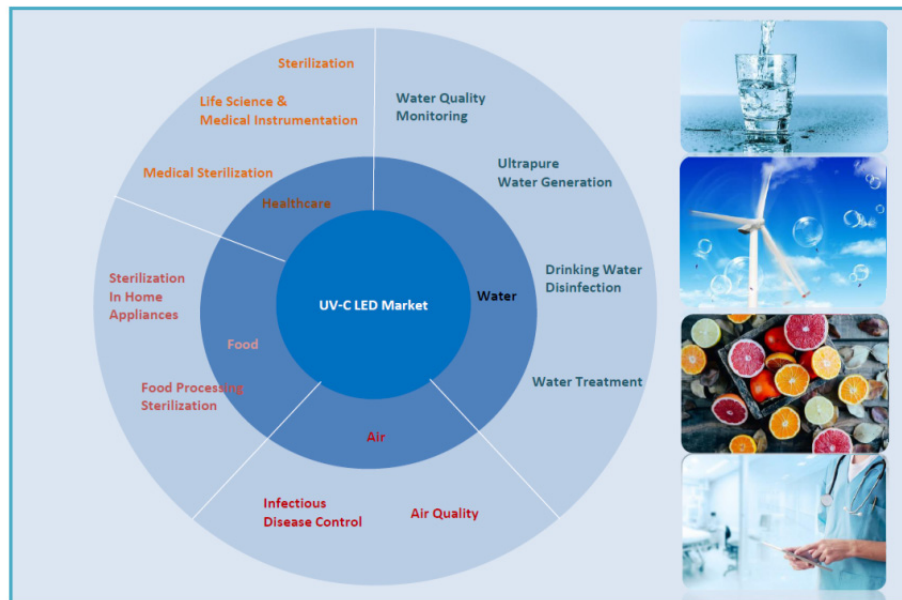 Sterilization
Life Science &
Medical Instrumentation
Medical Sterilization
Healthcare
Water Quality
Monitoring
Ultrapure
Water Generation
Drinking Water
Disinfection
Water Treatment
Water
UV-C LED Market
Sterilization
In Home
Appliances
Food
Food Processing
Sterilization
Air
Infectious
Disease Control
Air Quality